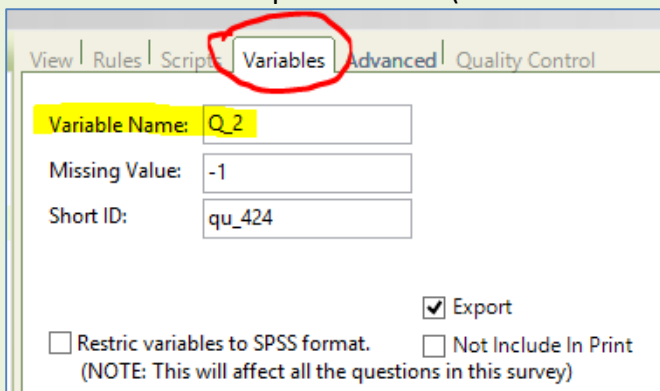 View Rules Scripts Variables Advanced Quality Control
Variable Name: Q_2
Missing Value: -1
Short ID: qu_424
Export
Restric variables to SPSS format. Not Include In Print
(NOTE: This will affect all the questions in this survey)